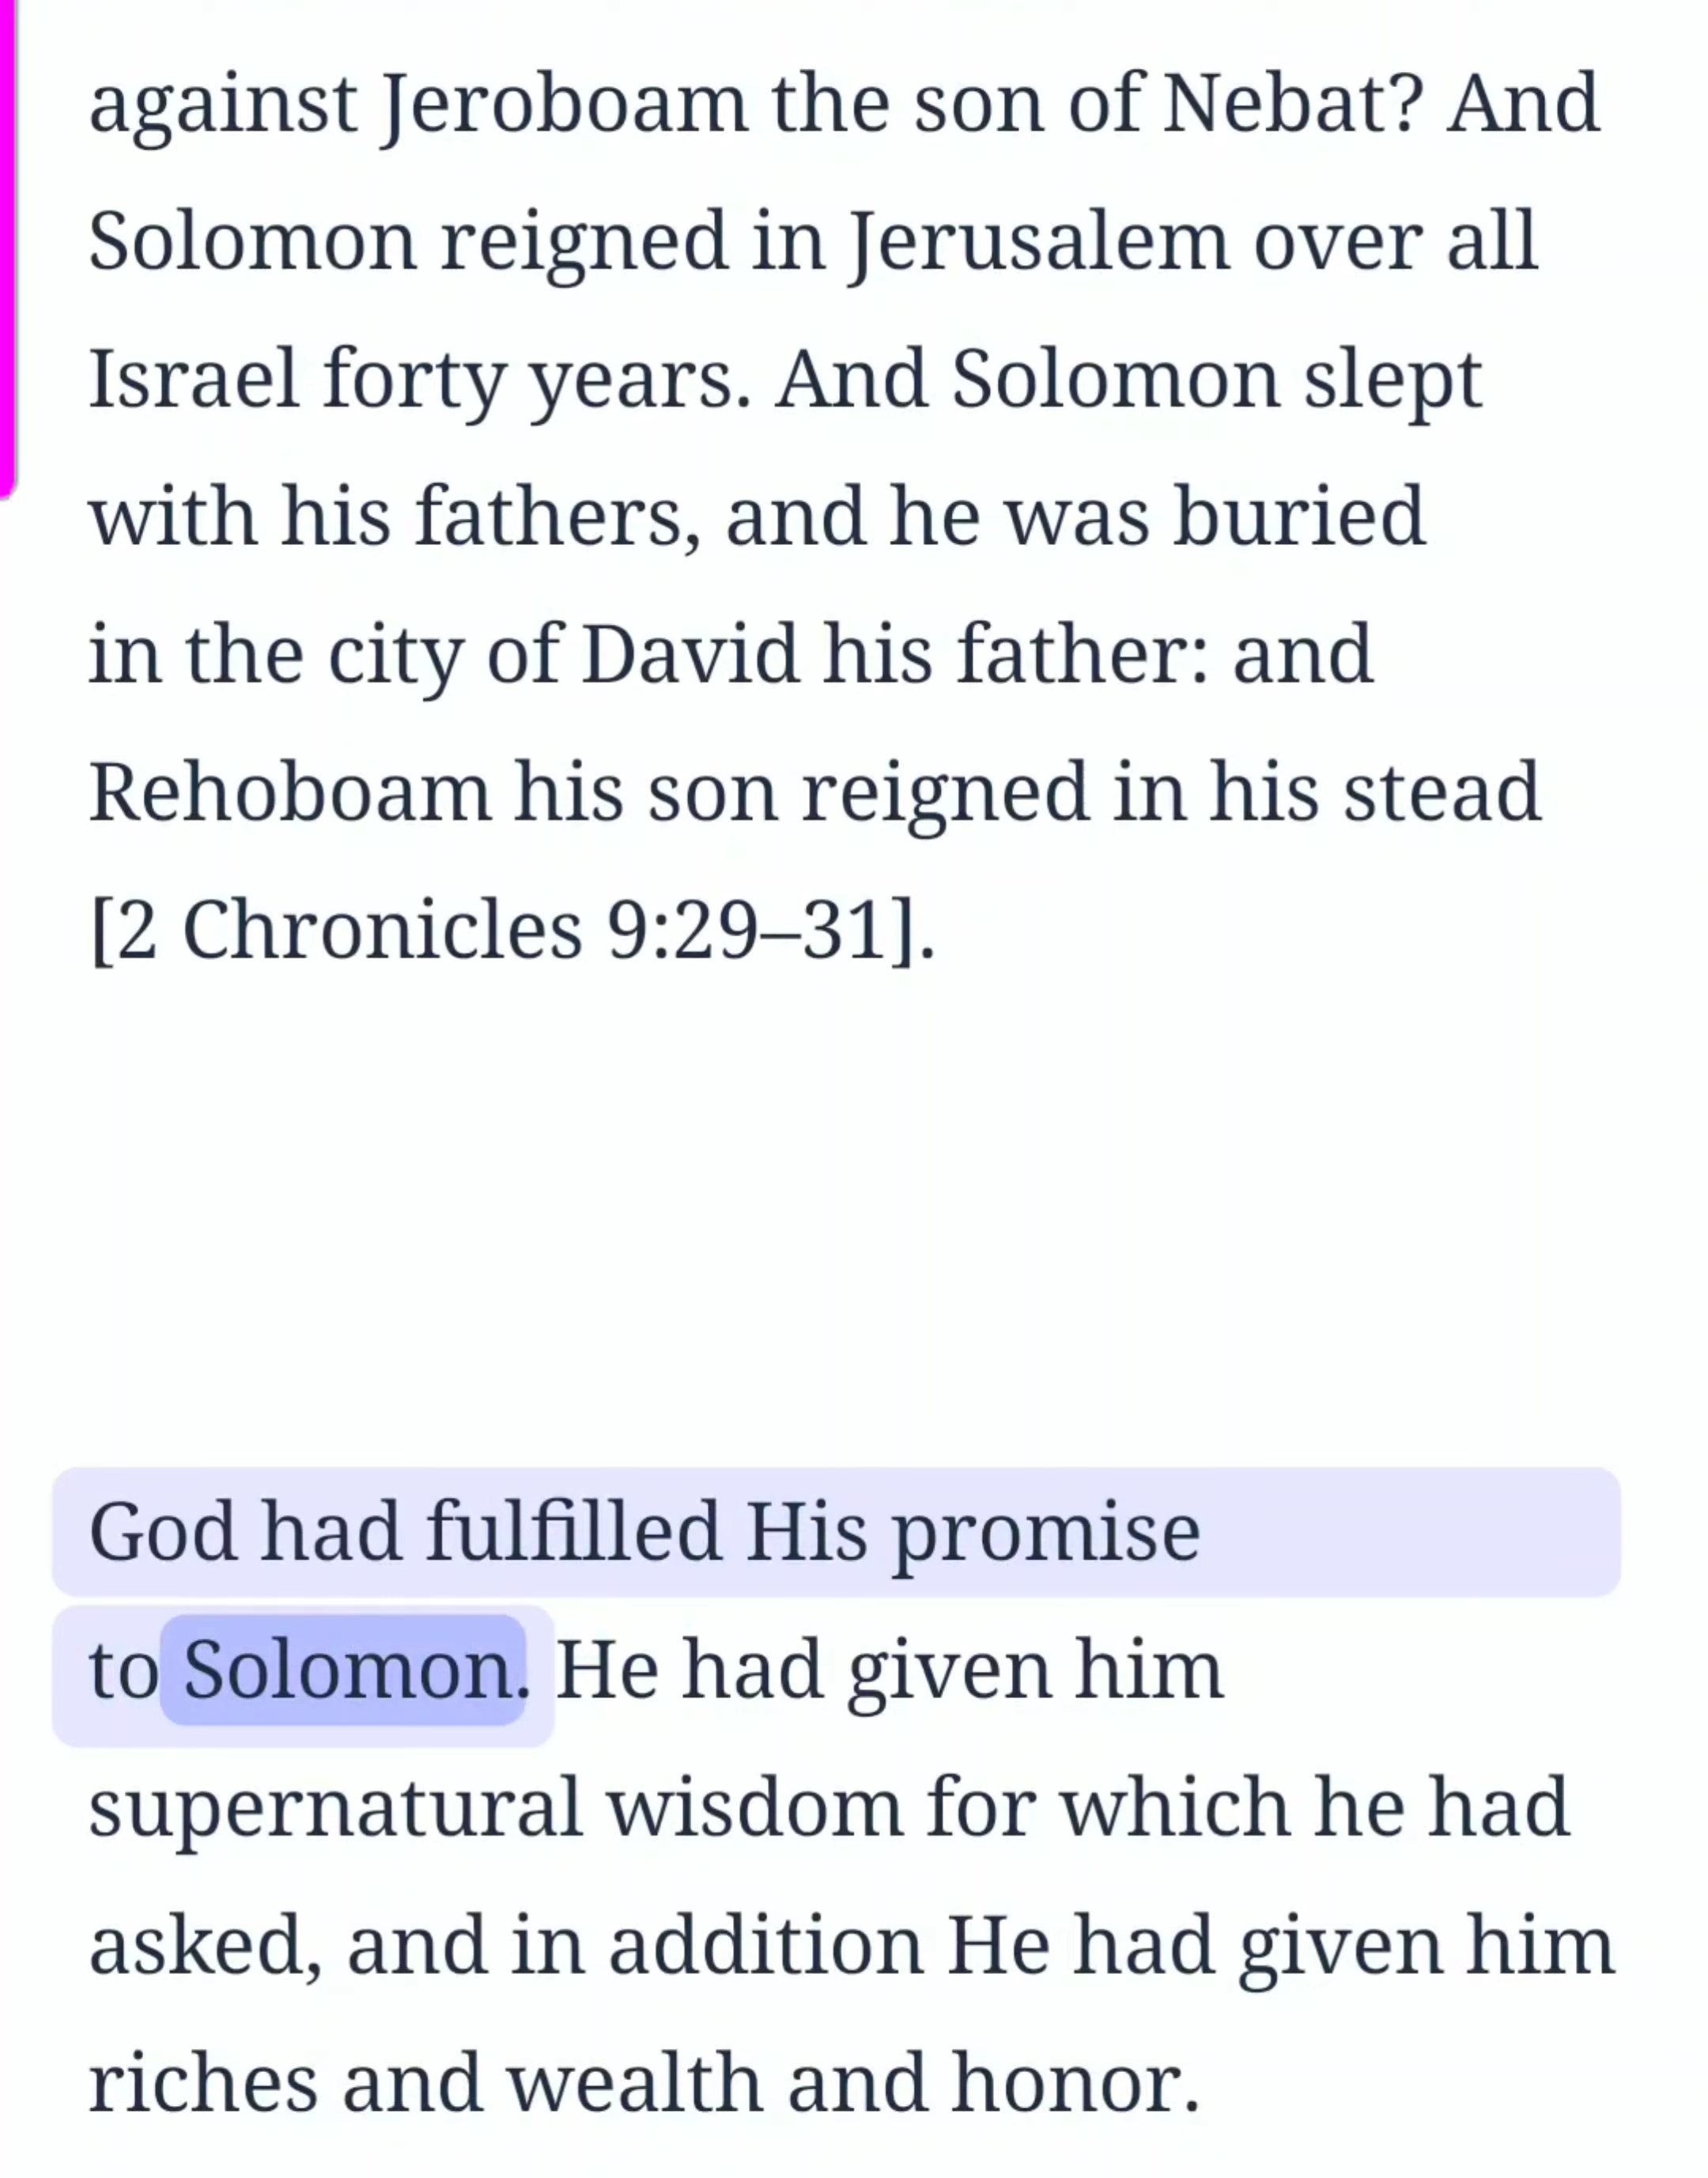 against Jeroboam the son of Nebat? And
Solomon reigned in Jerusalem over all
Israel forty years. And Solomon slept
with his fathers, and he was buried
in the city of David his father: and
Rehoboam his son reigned in his stead
[2 Chronicles 9:29–31].
God had fulfilled His promise
to Solomon. He had given him
supernatural wisdom for which he had
asked, and in addition He had given him
riches and wealth and honor.